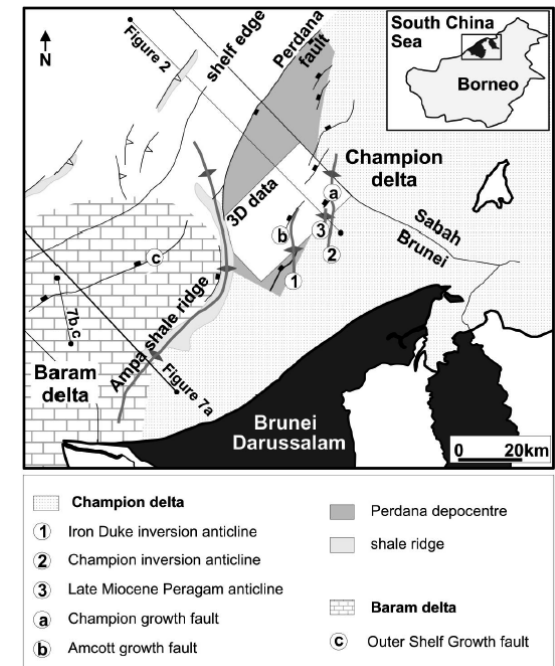 South China
Sea
Borneo
N
Figure 2
shelf edge
Perdana
fault
Champion
delta
3D data
a
b
3
2
1
c
Sabah
Brunei
7b,c
Ampa shale ridge
Figure 7a
Baram
delta
Brunei
Darussalam
0 20km
Champion delta
1 Iron Duke inversion anticline
2 Champion inversion anticline
3 Late Miocene Peragam anticline
a Champion growth fault
b Amcott growth fault
Perdana depocentre
shale ridge
Baram delta
c Outer Shelf Growth fault